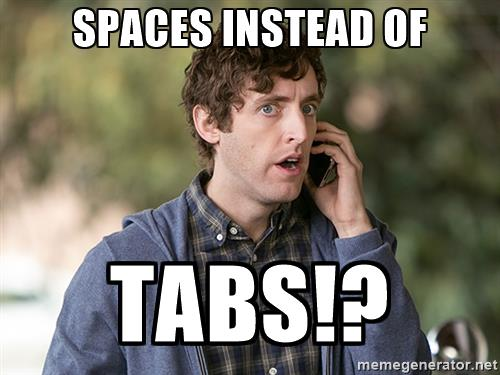 SPACES INSTEAD OF
TABS!?
memegenerator.net